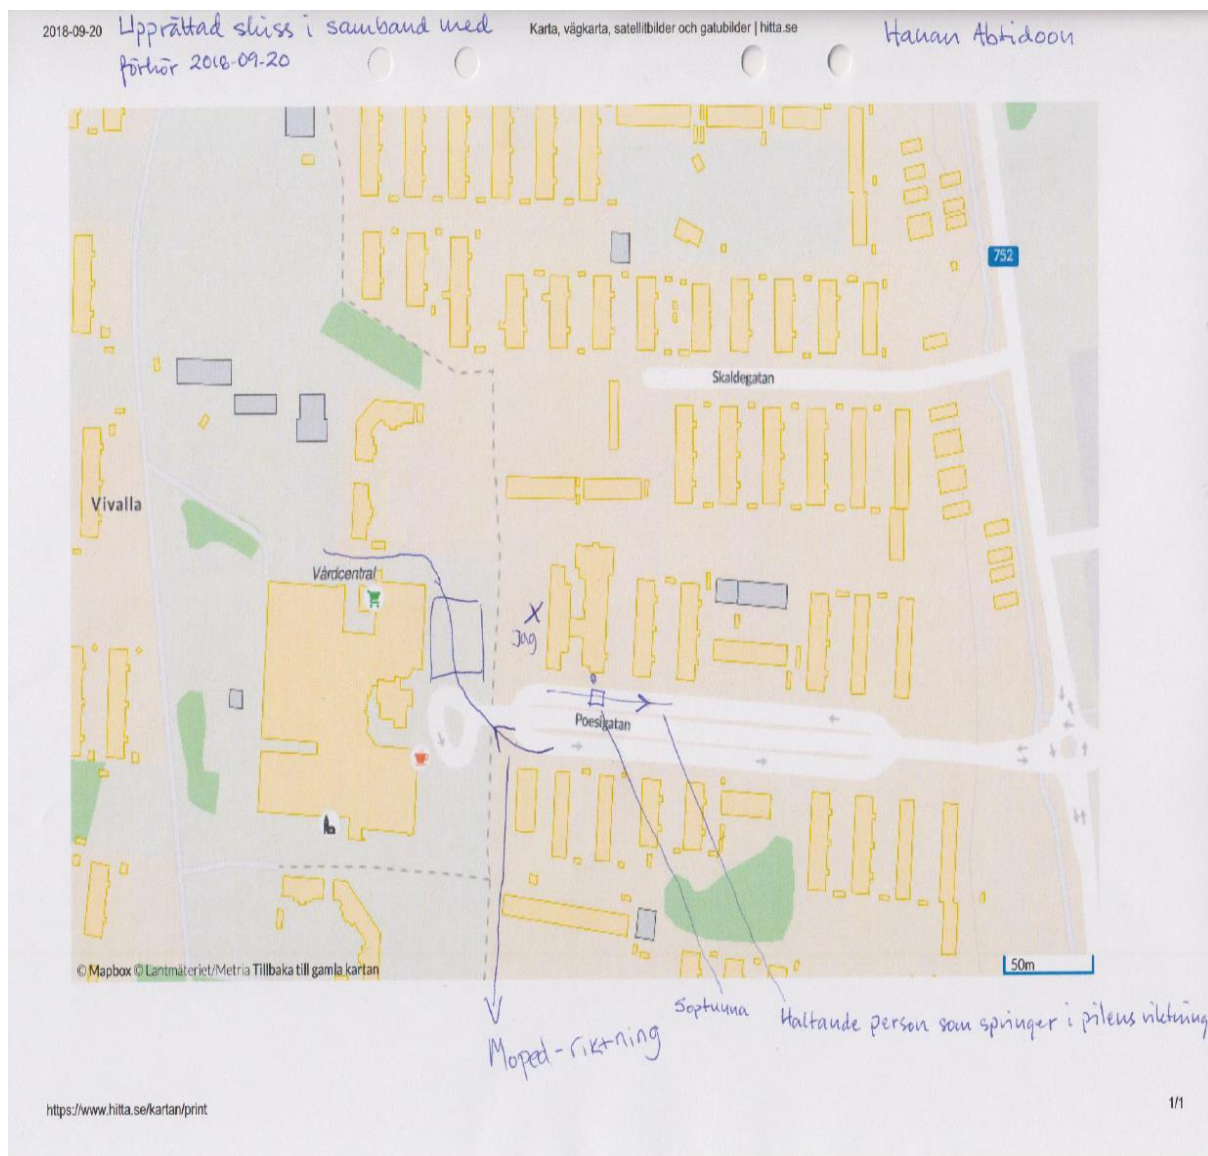 2018-09-20 Upprättad skiss i samband med
förhör 2018-09-20
Karta, vägkarta, satellitbilder och gatubilder | hitta.se
Hanan Abtidoon
752
Skaldegatan
Vivalla
Vårdcentral
X
Jag
Poesigatan
© Mapbox © Lantmäteriet/Metria Tillbaka till gamla kartan
50m
Soptunna
Haltande person som springer i pilens riktning
Moped-riktning
https://www.hitta.se/kartan/print
1/1